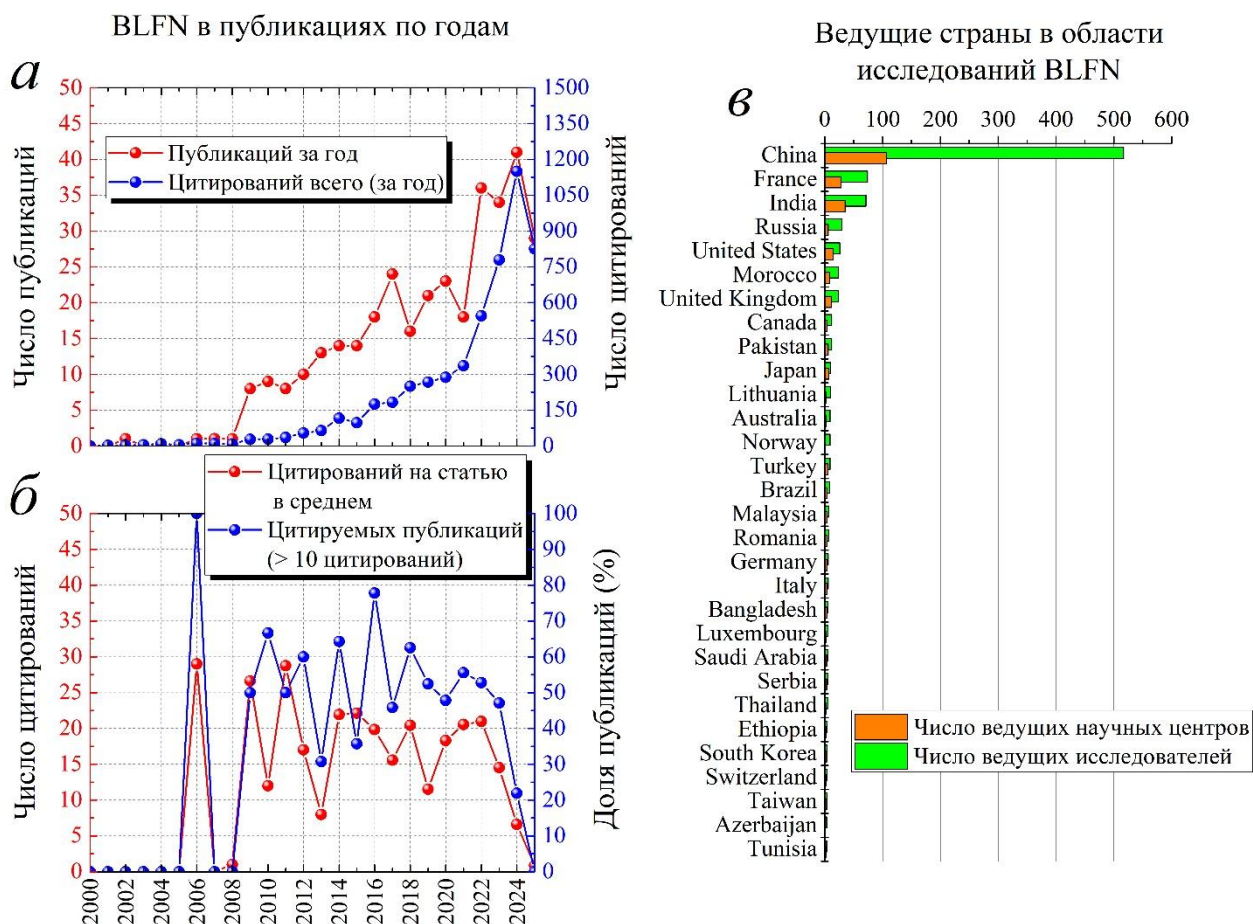 BLFN в публикациях по годам
а
50
45
40
35
30
25
20
15
10
5
0
Число публикаций
Публикаций за год
Цитирований всего (за год)
1500
1350
1200
1050
900
750
600
450
300
150
0
Число цитирований
б
50
45
40
35
30
25
20
15
10
5
0
Число цитирований
Цитирований на статью
в среднем
Цитируемых публикаций
(> 10 цитирований)
100
90
80
70
60
50
40
30
20
10
0
Доля публикаций (%)
2000
2002
2004
2006
2008
2010
2012
2014
2016
2018
2020
2022
2024
Ведущие страны в области
исследований BLFN
в
0 100 200 300 400 500 600
China
France
India
Russia
United States
Morocco
United Kingdom
Canada
Pakistan
Japan
Lithuania
Australia
Norway
Turkey
Brazil
Malaysia
Romania
Germany
Italy
Bangladesh
Luxembourg
Saudi Arabia
Serbia
Thailand
Ethiopia
South Korea
Switzerland
Taiwan
Azerbaijan
Tunisia
Число ведущих научных центров
Число ведущих исследователей